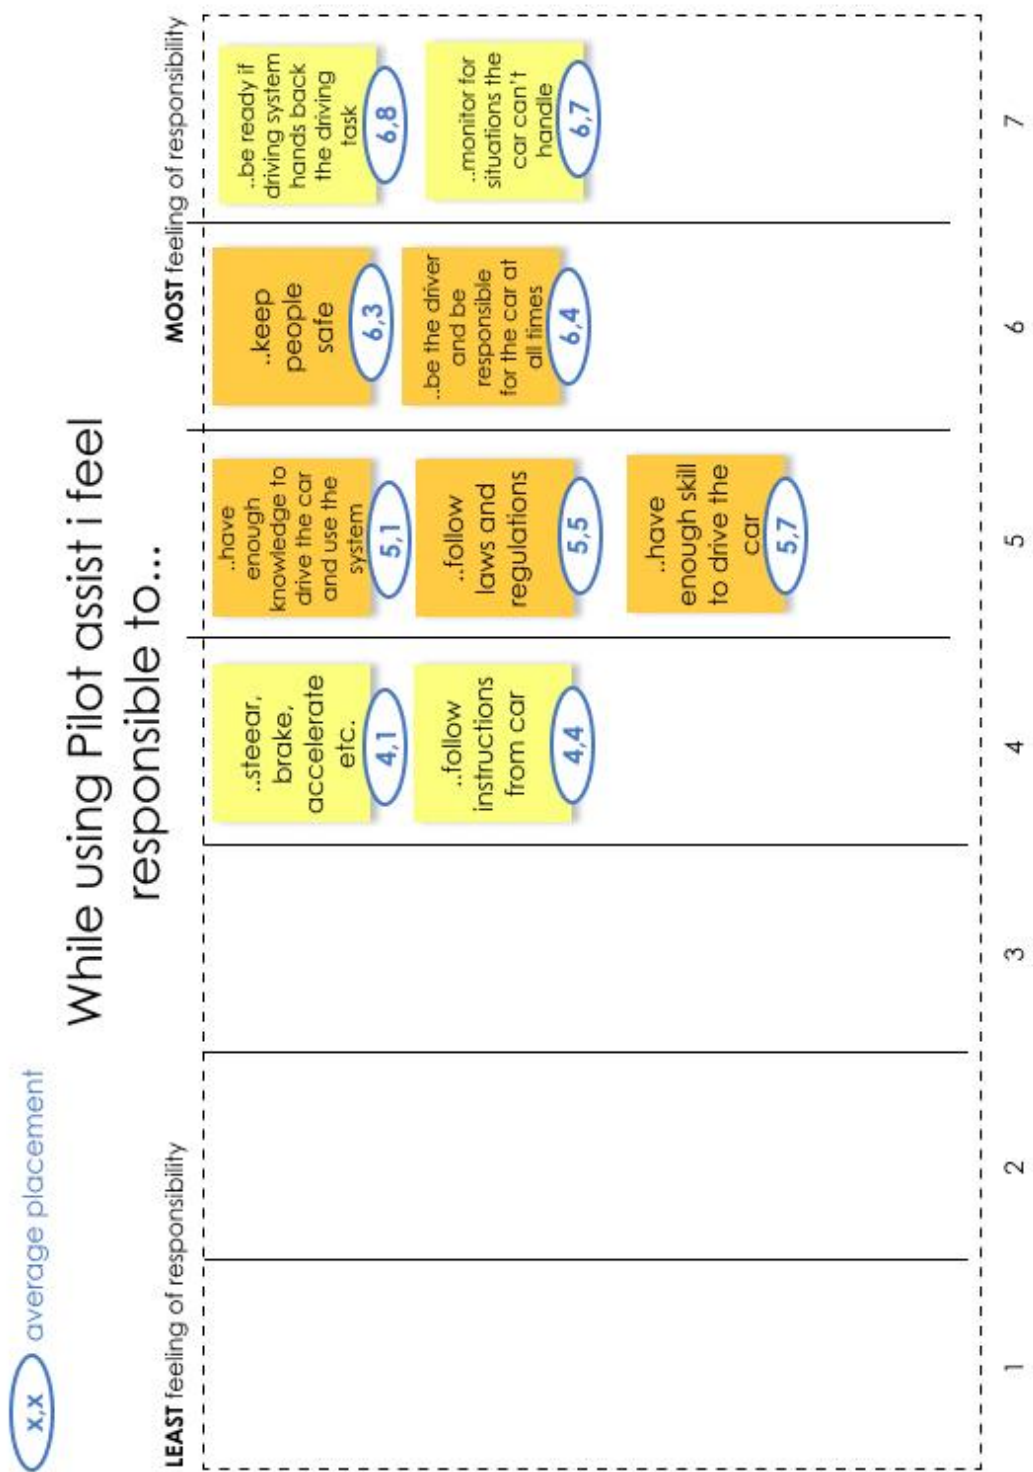 x,x average placement
While using Pilot assist i feel
responsible to...
LEAST feeling of responsibility
MOST feeling of responsibility
..steear,
brake,
accelerate
etc.
4,1
..follow
instructions
from car
4,4
..have
enough
knowledge to
drive the car
and use the
system
5,1
..follow
laws and
regulations
5,5
..have
enough skill
to drive the
car
5,7
..keep
people
safe
6,3
..be the driver
and be
responsible
for the car at
all times
6,4
..be ready if
driving system
hands back
the driving
task
6,8
..monitor for
situations the
car can't
handle
6,7
1
2
3
4
5
6
7